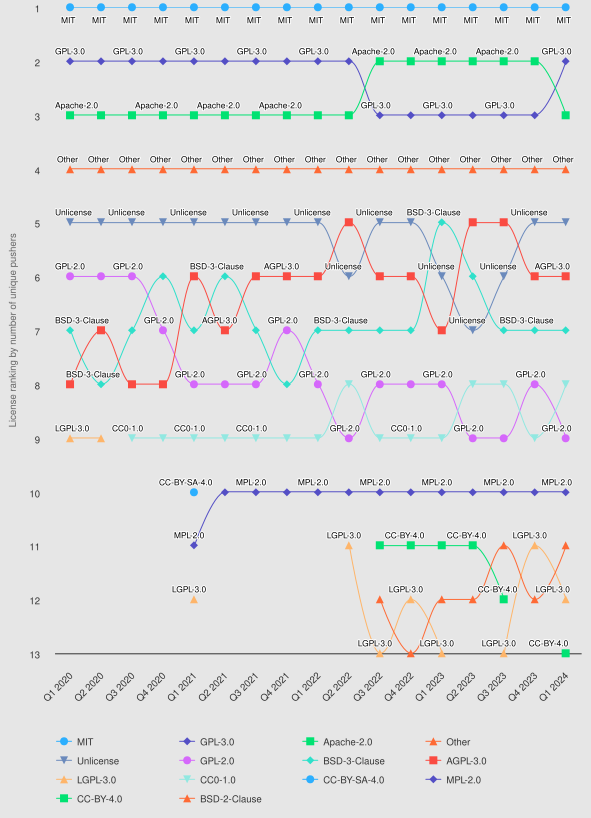 1
MIT MIT MIT MIT MIT MIT MIT MIT MIT MIT MIT MIT MIT MIT MIT MIT MIT
2 GPL-3.0 GPL-3.0 GPL-3.0 GPL-3.0 GPL-3.0 Apache-2.0 Apache-2.0 Apache-2.0 GPL-3.0
3 Apache-2.0 Apache-2.0 Apache-2.0 Apache-2.0 GPL-3.0 GPL-3.0 GPL-3.0
4 Other Other Other Other Other Other Other Other Other Other Other Other Other Other Other Other Other
5 Unlicense Unlicense Unlicense Unlicense Unlicense Unlicense BSD-3-Clause Unlicense
6 GPL-2.0 GPL-2.0 BSD-3-Clause AGPL-3.0 Unlicense Unlicense Unlicense AGPL-3.0
7 BSD-3-Clause GPL-2.0 AGPL-3.0 GPL-2.0 BSD-3-Clause Unlicense BSD-3-Clause
8 BSD-3-Clause GPL-2.0 GPL-2.0 GPL-2.0 GPL-2.0 GPL-2.0 GPL-2.0
9 LGPL-3.0 CC0-1.0 CC0-1.0 CC0-1.0 GPL-2.0 CC0-1.0 GPL-2.0 GPL-2.0
10 CC-BY-SA-4.0 MPL-2.0 MPL-2.0 MPL-2.0 MPL-2.0 MPL-2.0 MPL-2.0
11 MPL-2.0 LGPL-3.0 CC-BY-4.0 CC-BY-4.0 LGPL-3.0
12 LGPL-3.0 LGPL-3.0 CC-BY-4.0 LGPL-3.0
13 LGPL-3.0 LGPL-3.0 LGPL-3.0 CC-BY-4.0
License ranking by number of unique pushers
Q1 2020 Q2 2020 Q3 2020 Q4 2020 Q1 2021 Q2 2021 Q3 2021 Q4 2021 Q1 2022 Q2 2022 Q3 2022 Q4 2022 Q1 2023 Q2 2023 Q3 2023 Q4 2023 Q1 2024
MIT GPL-3.0 Apache-2.0 Other
Unlicense GPL-2.0 BSD-3-Clause AGPL-3.0
LGPL-3.0 CC0-1.0 CC-BY-SA-4.0 MPL-2.0
CC-BY-4.0 BSD-2-Clause